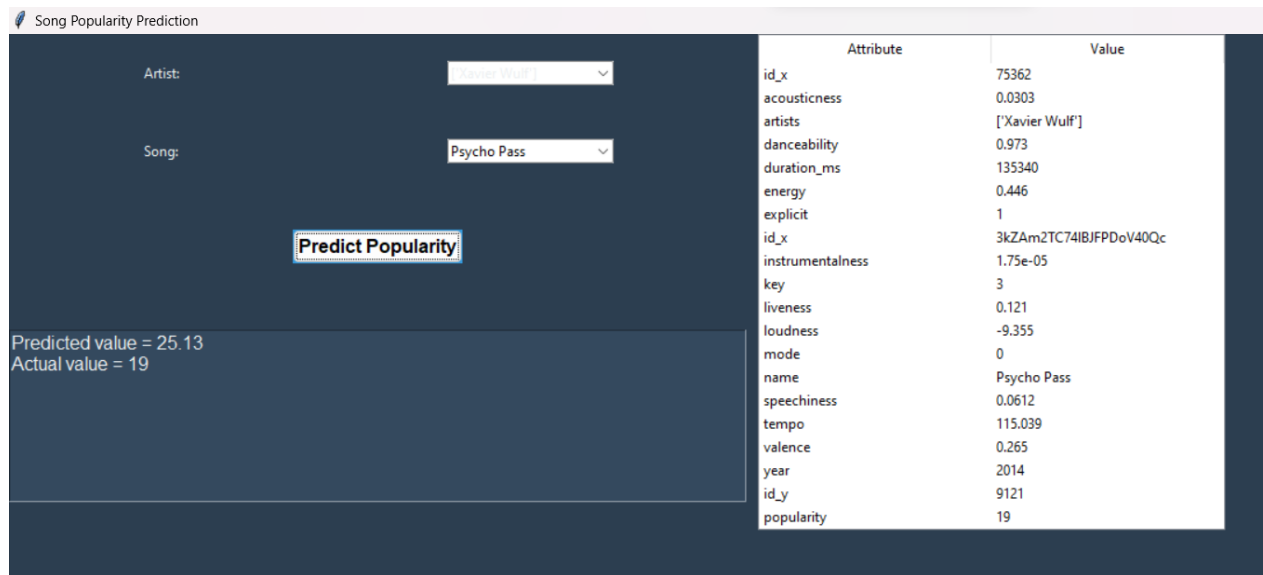 Song Popularity Prediction
Artist: ['Xavier Wulf']
Song: Psycho Pass
Predict Popularity
Predicted value = 25.13
Actual value = 19
Attribute Value
id_x 75362
acousticness 0.0303
artists ['Xavier Wulf']
danceability 0.973
duration_ms 135340
energy 0.446
explicit 1
id_x 3kZAm2TC74IBJFPDoV40Qc
instrumentalness 1.75e-05
key 3
liveness 0.121
loudness -9.355
mode 0
name Psycho Pass
speechiness 0.0612
tempo 115.039
valence 0.265
year 2014
id_y 9121
popularity 19